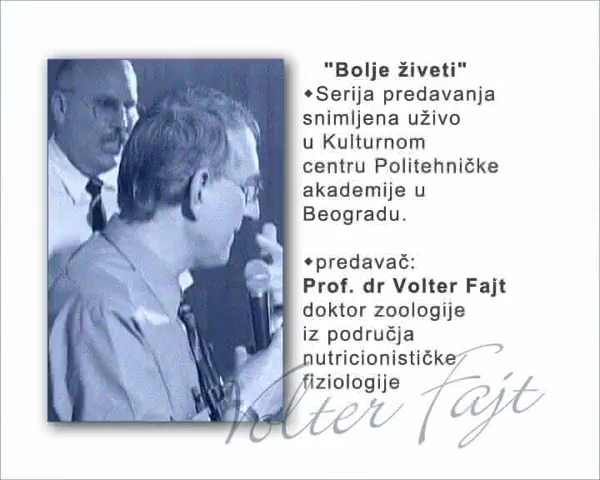 "Bolje živeti"
◆Serija predavanja
snimljena uživo
u Kulturnom
centru Politehničke
akademije u
Beogradu.
◆predavač:
Prof. dr Volter Fajt
doktor zoologije
iz područja
nutricionističke
fiziologije
Volter Fajt